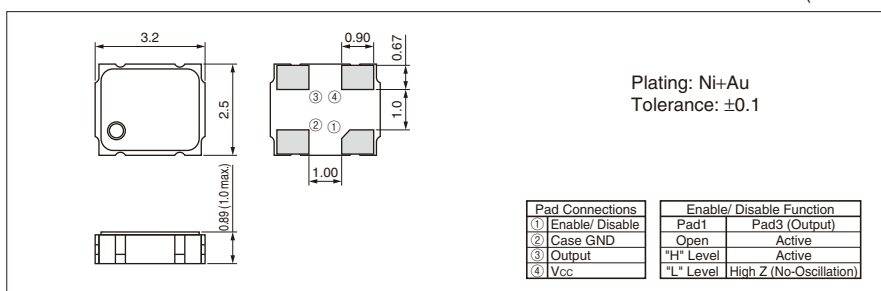 (
3.2
2.5
0.89 (1.0 max.)
0.90
0.67
1.0
③ ④
② ①
1.00
Plating: Ni+Au
Tolerance: ±0.1
Pad Connections
① Enable/ Disable
② Case GND
③ Output
④ Vcc
Enable/ Disable Function
Pad1 Pad3 (Output)
Open Active
"H" Level Active
"L" Level High Z (No-Oscillation)